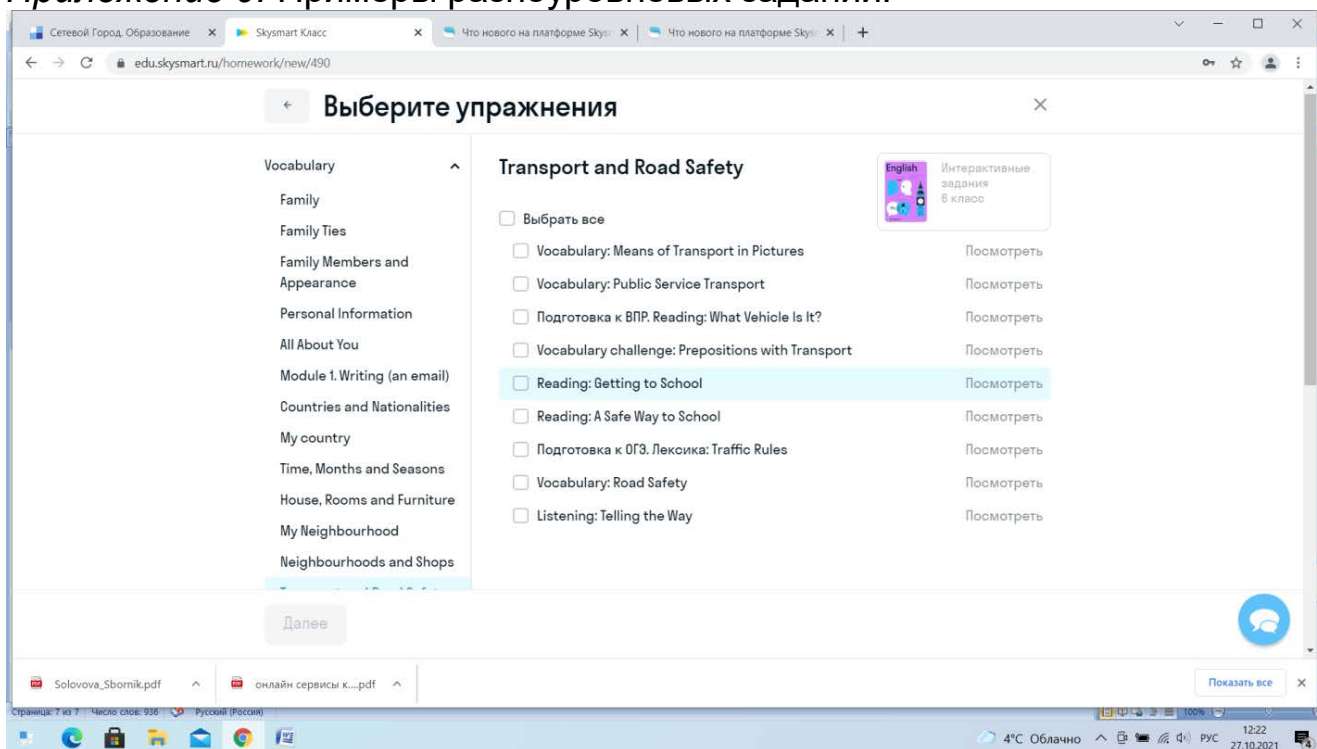 Сетевой Город. Образование
Skysmart Класс
Что нового на платформе Skys
Что нового на платформе Skys
edu.skysmart.ru/homework/new/490
Выберите упражнения
Vocabulary
Family
Family Ties
Family Members and
Appearance
Personal Information
All About You
Module 1. Writing (an email)
Countries and Nationalities
My country
Time, Months and Seasons
House, Rooms and Furniture
My Neighbourhood
Neighbourhoods and Shops
Transport and Road Safety
English
Интерактивные
задания
6 класс
Выбрать все
Vocabulary: Means of Transport in Pictures Посмотреть
Vocabulary: Public Service Transport Посмотреть
Подготовка к ВПР. Reading: What Vehicle Is It? Посмотреть
Vocabulary challenge: Prepositions with Transport Посмотреть
Reading: Getting to School Посмотреть
Reading: A Safe Way to School Посмотреть
Подготовка к ОГЭ. Лексика: Traffic Rules Посмотреть
Vocabulary: Road Safety Посмотреть
Listening: Telling the Way Посмотреть
Далее
Solovova_Sbornik.pdf
онлайн сервисы к....pdf
Показать все
Страница: 7 из 7 Число слов: 936 Русский (Россия)
100%
4°C Облачно
РУС
12:22
27.10.2021
4